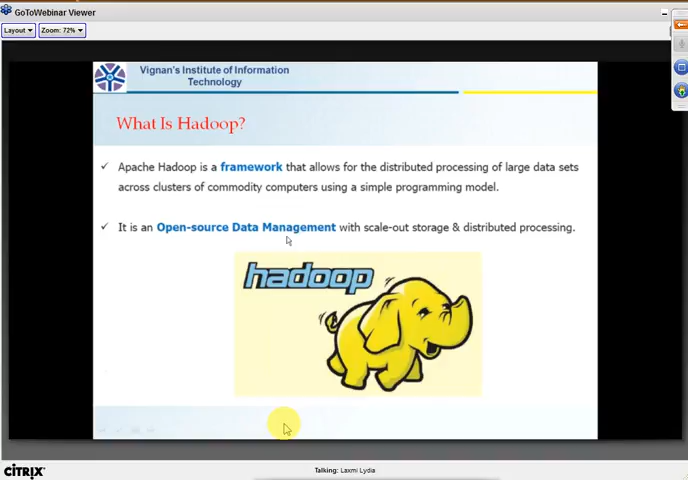 GoToWebinar Viewer
Layout Zoom: 72%
Vignan's Institute of Information
Technology
What Is Hadoop?
✓ Apache Hadoop is a framework that allows for the distributed processing of large data sets
across clusters of commodity computers using a simple programming model.
✓ It is an Open-source Data Management with scale-out storage & distributed processing.
hadoop
CİTRIX
Talking: Laxmi Lydia